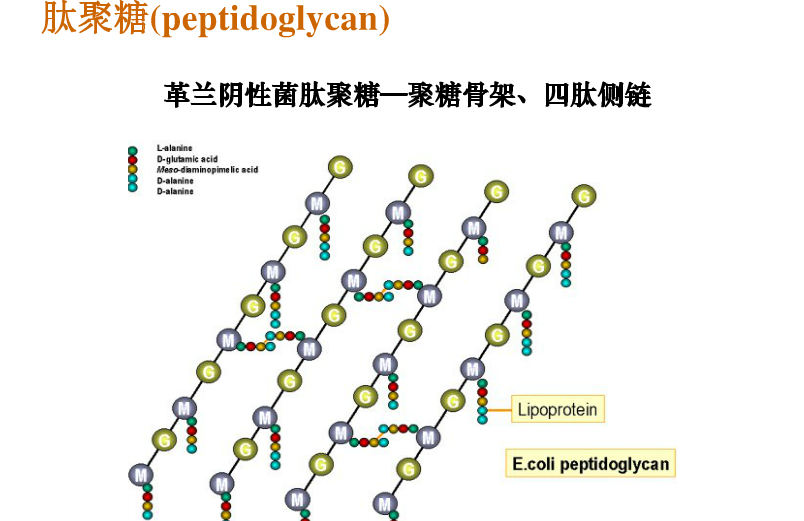 肽聚糖(peptidoglycan)
革兰阴性菌肽聚糖—聚糖骨架、四肽侧链
L-alanine
D-glutamic acid
Meso-diaminopimelic acid
D-alanine
D-alanine
G
G
G
G
M
M
M
M
G
G
G
G
M
M
M
M
G
G
G
G
M
M
M
M
G
G
G
G
M
M
M
M
G
G
G
G
M
M
M
M
Lipoprotein
E.coli peptidoglycan